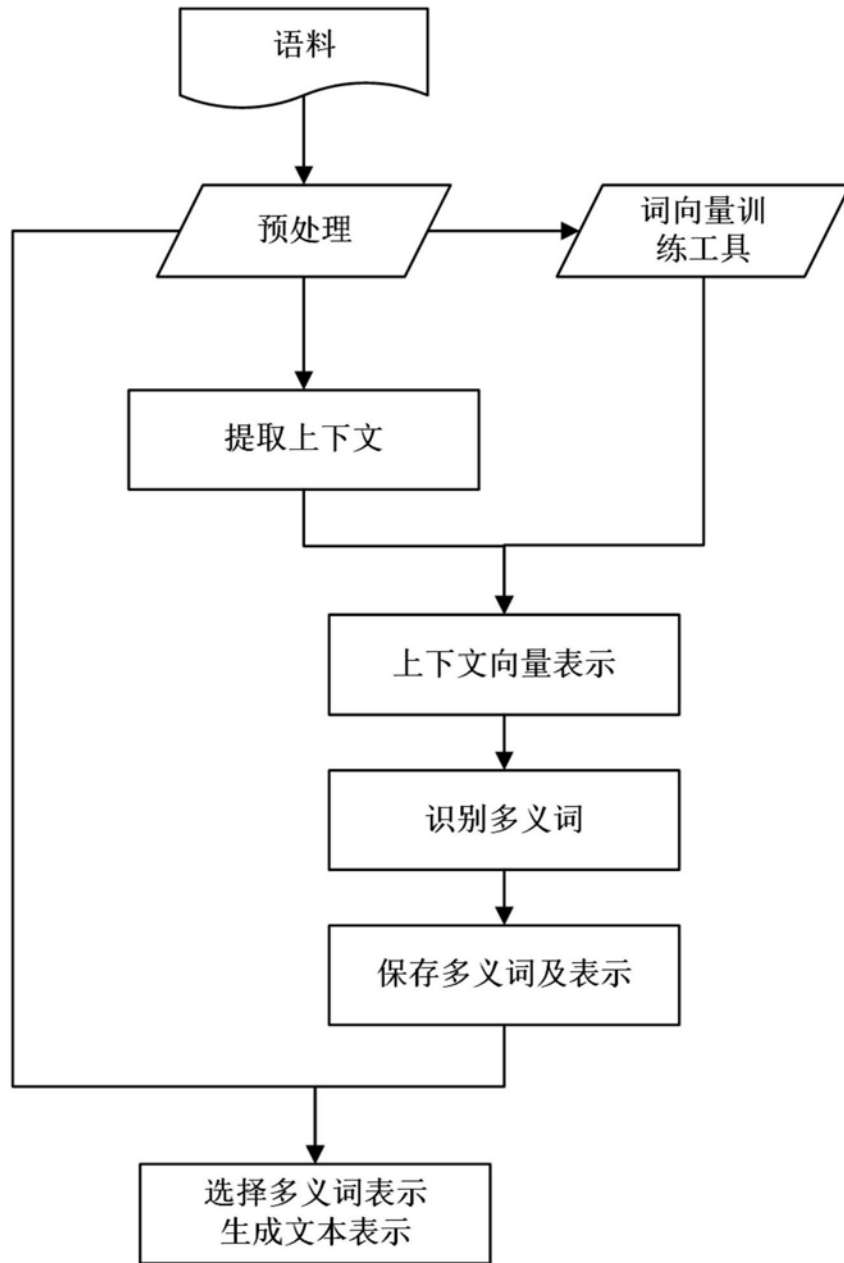 语料
预处理
词向量训
练工具
提取上下文
上下文向量表示
识别多义词
保存多义词及表示
选择多义词表示
生成文本表示